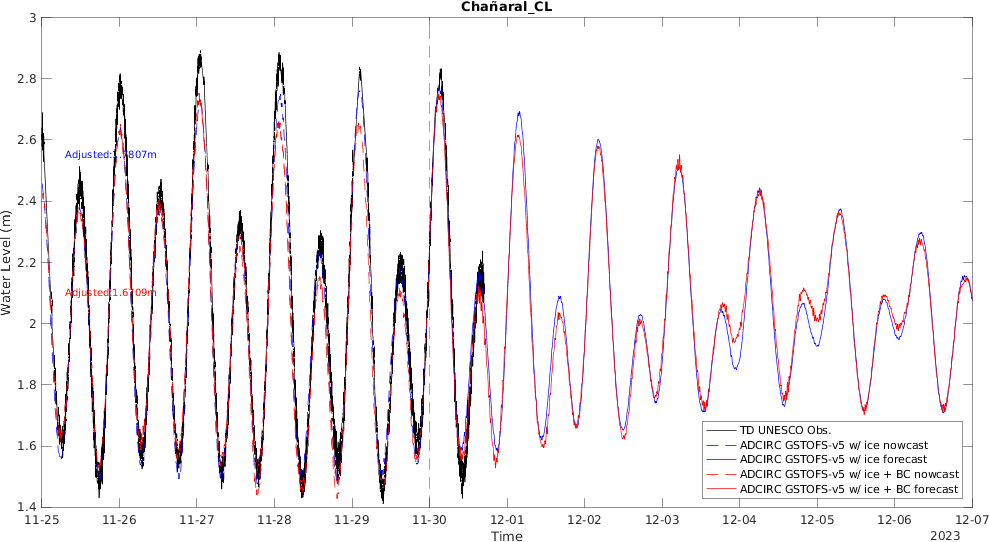 Chañaral_CL
3
2.8
2.6
2.4
2.2
2
1.8
1.6
1.4
Water Level (m)
Adjusted:1.7807m
Adjusted:1.6709m
TD UNESCO Obs.
ADCIRC GSTOFS-v5 w/ ice nowcast
ADCIRC GSTOFS-v5 w/ ice forecast
ADCIRC GSTOFS-v5 w/ ice + BC nowcast
ADCIRC GSTOFS-v5 w/ ice + BC forecast
11-25 11-26 11-27 11-28 11-29 11-30 12-01 12-02 12-03 12-04 12-05 12-06 12-07
Time
2023